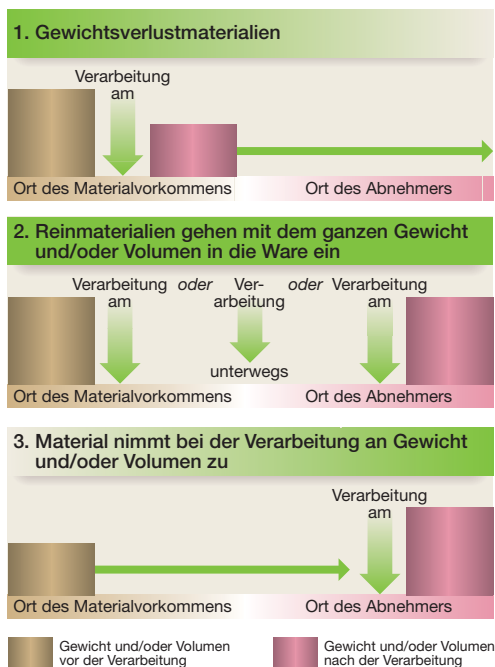 1. Gewichtsverlustmaterialien
Verarbeitung
am
Ort des Materialvorkommens
Ort des Abnehmers
2. Reinmaterialien gehen mit dem ganzen Gewicht
und/oder Volumen in die Ware ein
Verarbeitung oder Ver- oder Verarbeitung
am arbeitung am
unterwegs
Ort des Materialvorkommens
Ort des Abnehmers
3. Material nimmt bei der Verarbeitung an Gewicht
und/oder Volumen zu
Verarbeitung
am
Ort des Materialvorkommens
Ort des Abnehmers
Gewicht und/oder Volumen
vor der Verarbeitung
Gewicht und/oder Volumen
nach der Verarbeitung